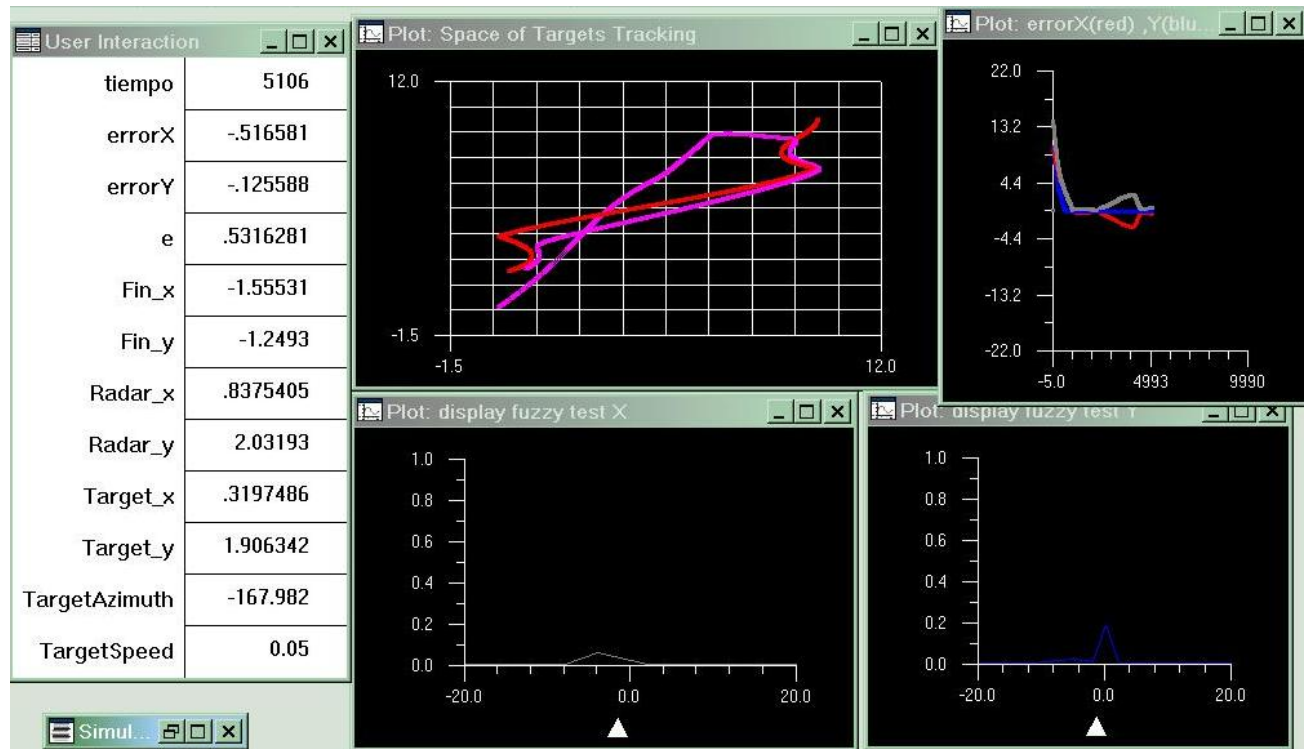 User Interaction
tiempo 5106
errorX -.516581
errorY -.125588
e .5316281
Fin_x -1.55531
Fin_y -1.2493
Radar_x .8375405
Radar_y 2.03193
Target_x .3197486
Target_y 1.906342
TargetAzimuth -167.982
TargetSpeed 0.05
Simul...
Plot: Space of Targets Tracking
12.0
-1.5
-1.5 12.0
Plot: errorX(red) ,Y(blu...
22.0
13.2
4.4
-4.4
-13.2
-22.0
-5.0 4993 9990
Plot: display fuzzy test X
1.0
0.8
0.6
0.4
0.2
0.0
-20.0 0.0 20.0
Plot: display fuzzy test Y
1.0
0.8
0.6
0.4
0.2
0.0
-20.0 0.0 20.0